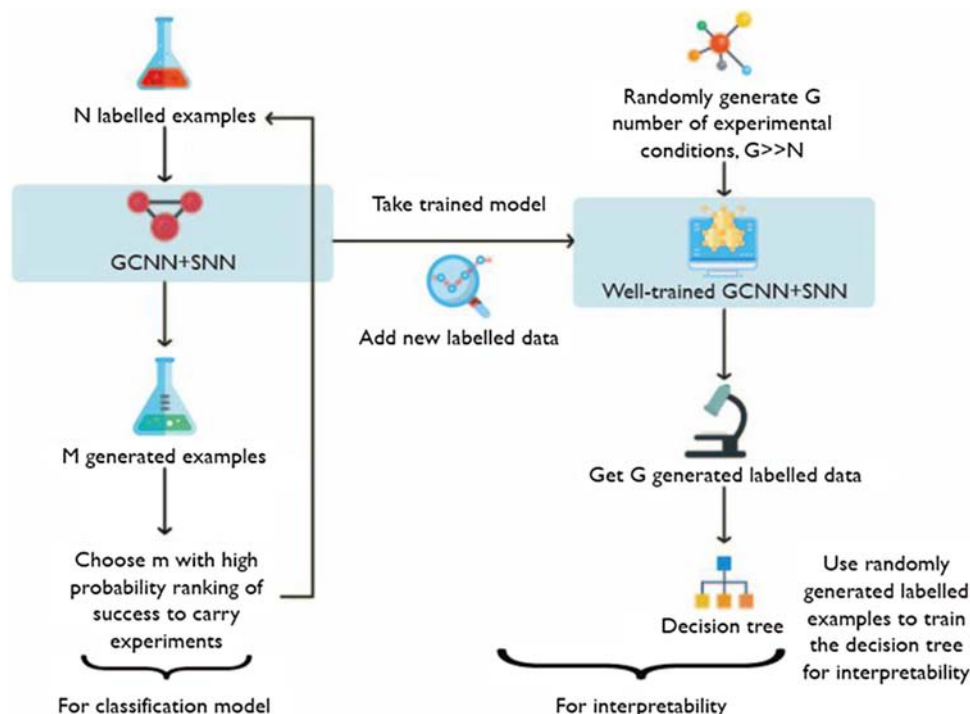 N labelled examples
GCNN+SNN
M generated examples
Choose m with high
probability ranking of
success to carry
experiments
For classification model
Take trained model
Add new labelled data
Randomly generate G
number of experimental
conditions, G>>N
Well-trained GCNN+SNN
Get G generated labelled data
Decision tree
Use randomly
generated labelled
examples to train
the decision tree
for interpretability
For interpretability